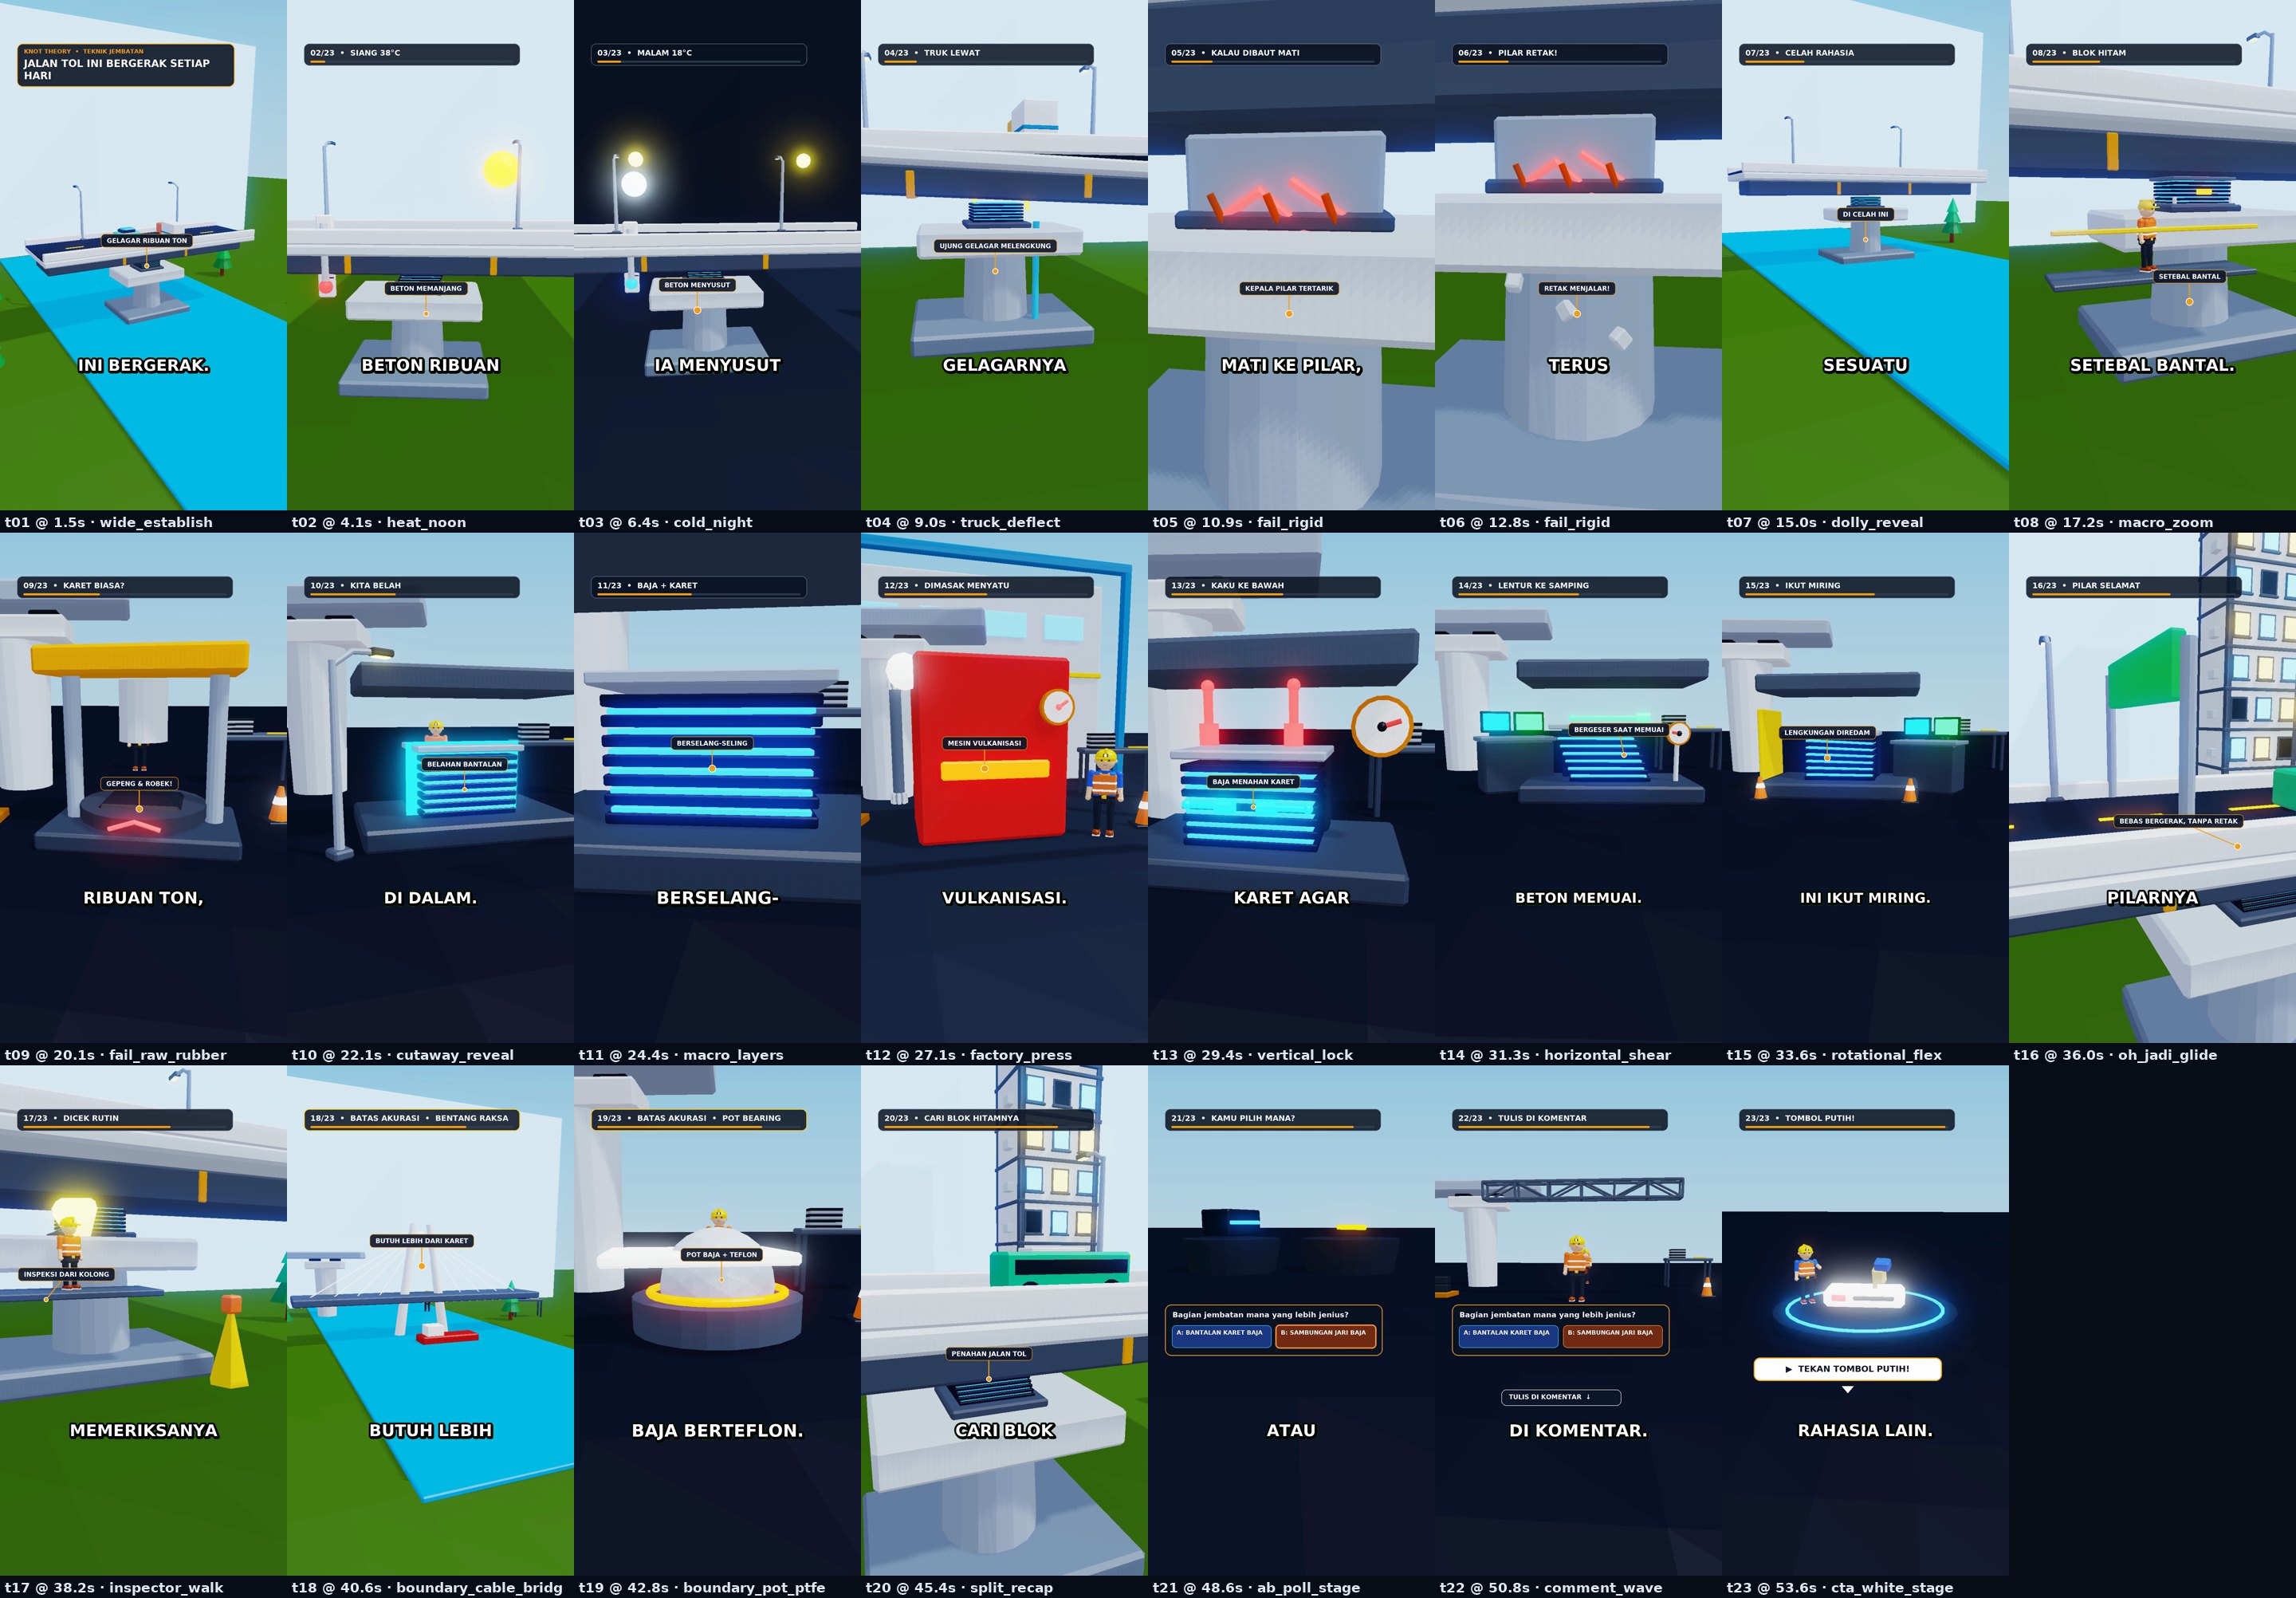 KNOT THEORY • TEKNIK JEMBATAN
JALAN TOL INI BERGERAK SETIAP
HARI
GELAGAR RIBUAN TON
INI BERGERAK.
t01 @ 1.5s · wide_establish
02/23 • SIANG 38°C
BETON MEMANJANG
BETON RIBUAN
t02 @ 4.1s · heat_noon
03/23 • MALAM 18°C
BETON MENYUSUT
IA MENYUSUT
t03 @ 6.4s · cold_night
04/23 • TRUK LEWAT
UJUNG GELAGAR MELENGKUNG
GELAGARNYA
t04 @ 9.0s · truck_deflect
05/23 • KALAU DIBAUT MATI
KEPALA PILAR TERTARIK
MATI KE PILAR,
t05 @ 10.9s · fail_rigid
06/23 • PILAR RETAK!
RETAK MENJALAR!
TERUS
t06 @ 12.8s · fail_rigid
07/23 • CELAH RAHASIA
DI CELAH INI
SESUATU
t07 @ 15.0s · dolly_reveal
08/23 • BLOK HITAM
SETEBAL BANTAL
SETEBAL BANTAL.
t08 @ 17.2s · macro_zoom
09/23 • KARET BIASA?
GEPENG & ROBEK!
RIBUAN TON,
t09 @ 20.1s · fail_raw_rubber
10/23 • KITA BELAH
BELAHAN BANTALAN
DI DALAM.
t10 @ 22.1s · cutaway_reveal
11/23 • BAJA + KARET
BERSELANG-SELING
BERSELANG-
t11 @ 24.4s · macro_layers
12/23 • DIMASAK MENYATU
MESIN VULKANISASI
VULKANISASI.
t12 @ 27.1s · factory_press
13/23 • KAKU KE BAWAH
BAJA MENAHAN KARET
KARET AGAR
t13 @ 29.4s · vertical_lock
14/23 • LENTUR KE SAMPING
BERGESER SAAT MEMUAI
BETON MEMUAI.
t14 @ 31.3s · horizontal_shear
15/23 • IKUT MIRING
LENGKUNGAN DIREDAM
INI IKUT MIRING.
t15 @ 33.6s · rotational_flex
16/23 • PILAR SELAMAT
BEBAS BERGERAK, TANPA RETAK
PILARNYA
t16 @ 36.0s · oh_jadi_glide
17/23 • DICEK RUTIN
INSPEKSI DARI KOLONG
MEMERIKSANYA
t17 @ 38.2s · inspector_walk
18/23 • BATAS AKURASI • BENTANG RAKSA
BUTUH LEBIH DARI KARET
BUTUH LEBIH
t18 @ 40.6s · boundary_cable_bridg
19/23 • BATAS AKURASI • POT BEARING
POT BAJA + TEFLON
BAJA BERTEFLON.
t19 @ 42.8s · boundary_pot_ptfe
20/23 • CARI BLOK HITAMNYA
PENAHAN JALAN TOL
CARI BLOK
t20 @ 45.4s · split_recap
21/23 • KAMU PILIH MANA?
Bagian jembatan mana yang lebih jenius?
A: BANTALAN KARET BAJA
B: SAMBUNGAN JARI BAJA
ATAU
t21 @ 48.6s · ab_poll_stage
22/23 • TULIS DI KOMENTAR
Bagian jembatan mana yang lebih jenius?
A: BANTALAN KARET BAJA
B: SAMBUNGAN JARI BAJA
TULIS DI KOMENTAR ↓
DI KOMENTAR.
t22 @ 50.8s · comment_wave
23/23 • TOMBOL PUTIH!
▶ TEKAN TOMBOL PUTIH!
RAHASIA LAIN.
t23 @ 53.6s · cta_white_stage